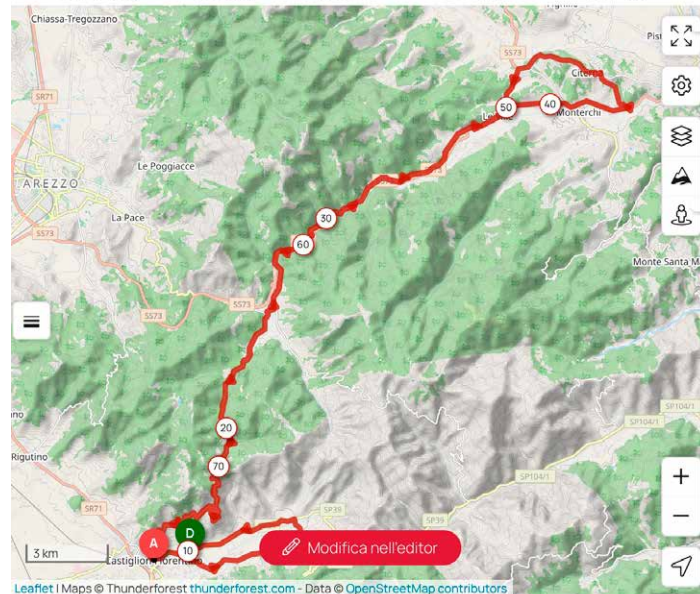 Chiassa-Tregozzano
SS73
SR71
Citerna
Monterchi
50
40
Le Poggiacce
AREZZO
30
La Pace
SS73
60
Monte Santa M
SS73
SS73
20
SP104/1
SP104/1
Rigutino
70
SR71
SP39
SP39
A
D
10
Modifica nell'editor
3 km
Castiglion Fiorentino
+
−
Leaflet | Maps © Thunderforest thunderforest.com - Data © OpenStreetMap contributors